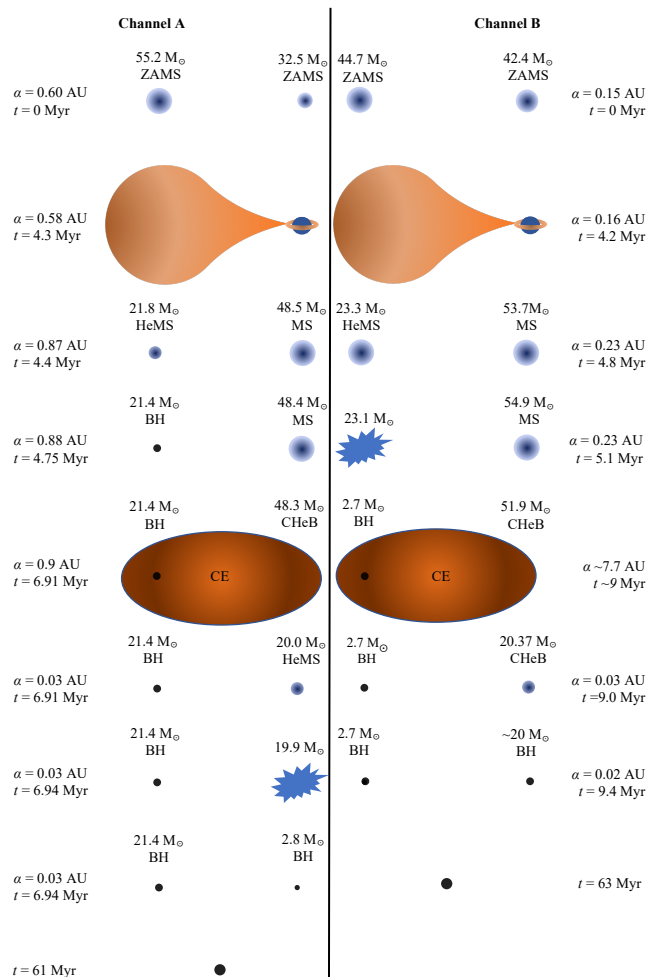 Channel A
Channel B
55.2 M☉
ZAMS
32.5 M☉
ZAMS
44.7 M☉
ZAMS
42.4 M☉
ZAMS
α = 0.60 AU
t = 0 Myr
α = 0.15 AU
t = 0 Myr
α = 0.58 AU
t = 4.3 Myr
α = 0.16 AU
t = 4.2 Myr
21.8 M☉
HeMS
48.5 M☉
MS
23.3 M☉
HeMS
53.7M☉
MS
α = 0.87 AU
t = 4.4 Myr
α = 0.23 AU
t = 4.8 Myr
21.4 M☉
BH
48.4 M☉
MS
23.1 M☉
54.9 M☉
MS
α = 0.88 AU
t = 4.75 Myr
α = 0.23 AU
t = 5.1 Myr
21.4 M☉
BH
48.3 M☉
CHeB
2.7 M☉
BH
51.9 M☉
CHeB
α = 0.9 AU
t = 6.91 Myr
CE
CE
α ~7.7 AU
t ~9 Myr
21.4 M☉
BH
20.0 M☉
HeMS
2.7 M☉
BH
20.37 M☉
CHeB
α = 0.03 AU
t = 6.91 Myr
α = 0.03 AU
t =9.0 Myr
21.4 M☉
BH
19.9 M☉
2.7 M☉
BH
~20 M☉
BH
α = 0.03 AU
t = 6.94 Myr
α = 0.02 AU
t = 9.4 Myr
21.4 M☉
BH
2.8 M☉
BH
α = 0.03 AU
t = 6.94 Myr
t = 63 Myr
t = 61 Myr